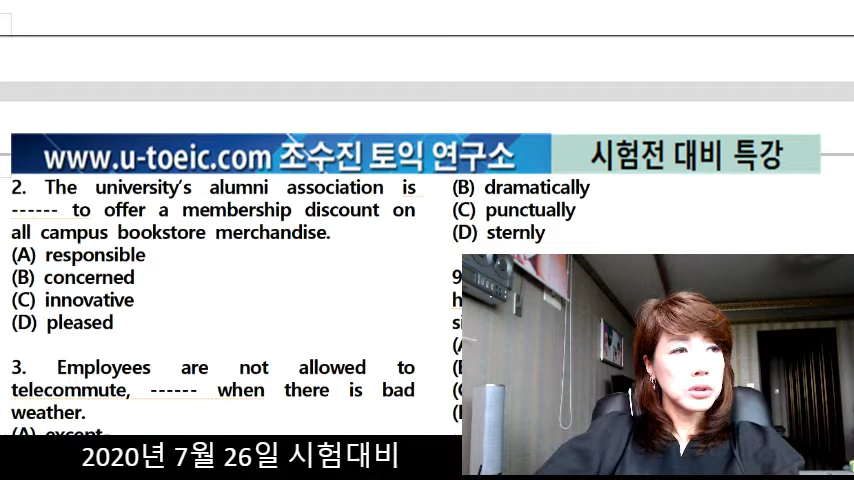 www.u-toeic.com 조수진 토익 연구소
시험전 대비 특강
2. The university's alumni association is
------ to offer a membership discount on
all campus bookstore merchandise.
(A) responsible
(B) concerned
(C) innovative
(D) pleased
3. Employees are not allowed to
telecommute, ------ when there is bad
weather.
(A) except
(B) dramatically
(C) punctually
(D) sternly
9
h
si
2020년 7월 26일 시험대비